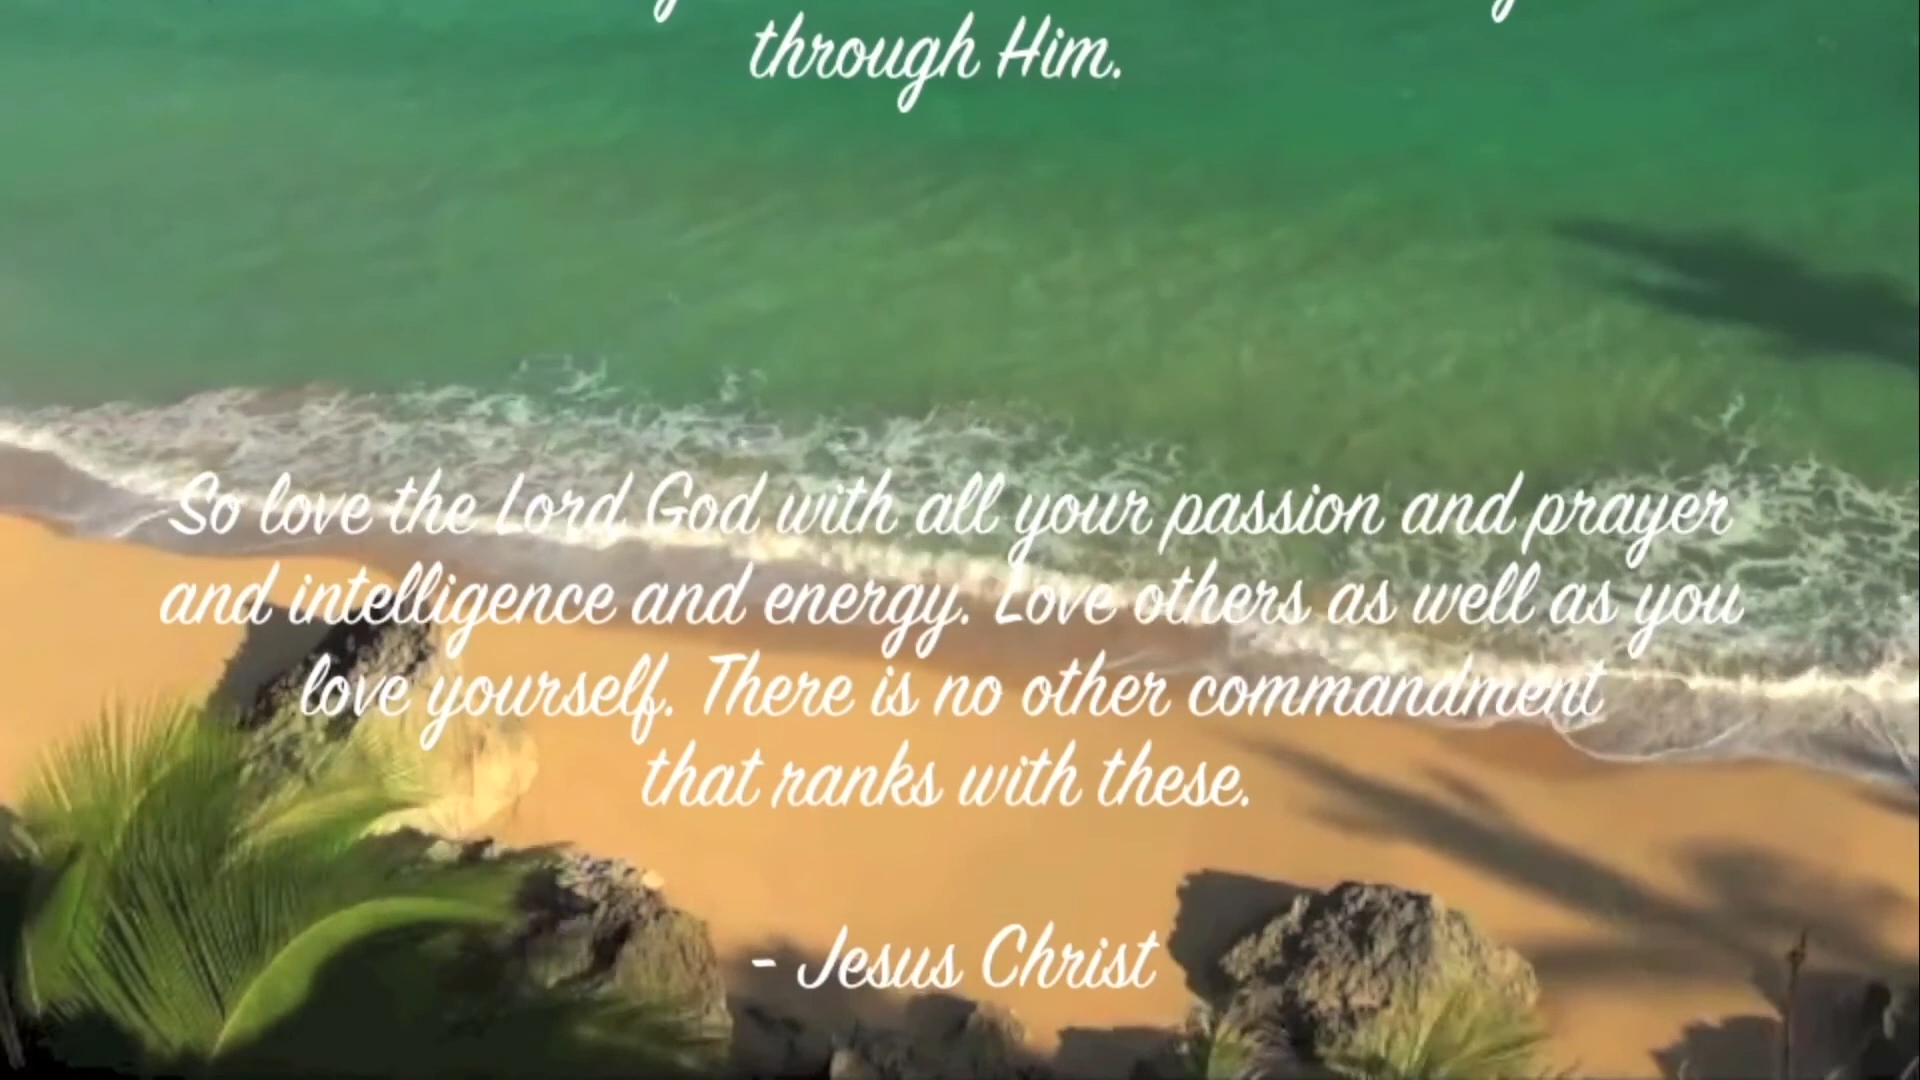 through Him.
So love the Lord God with all your passion and prayer
and intelligence and energy. Love others as well as you
love yourself. There is no other commandment
that ranks with these.
- Jesus Christ